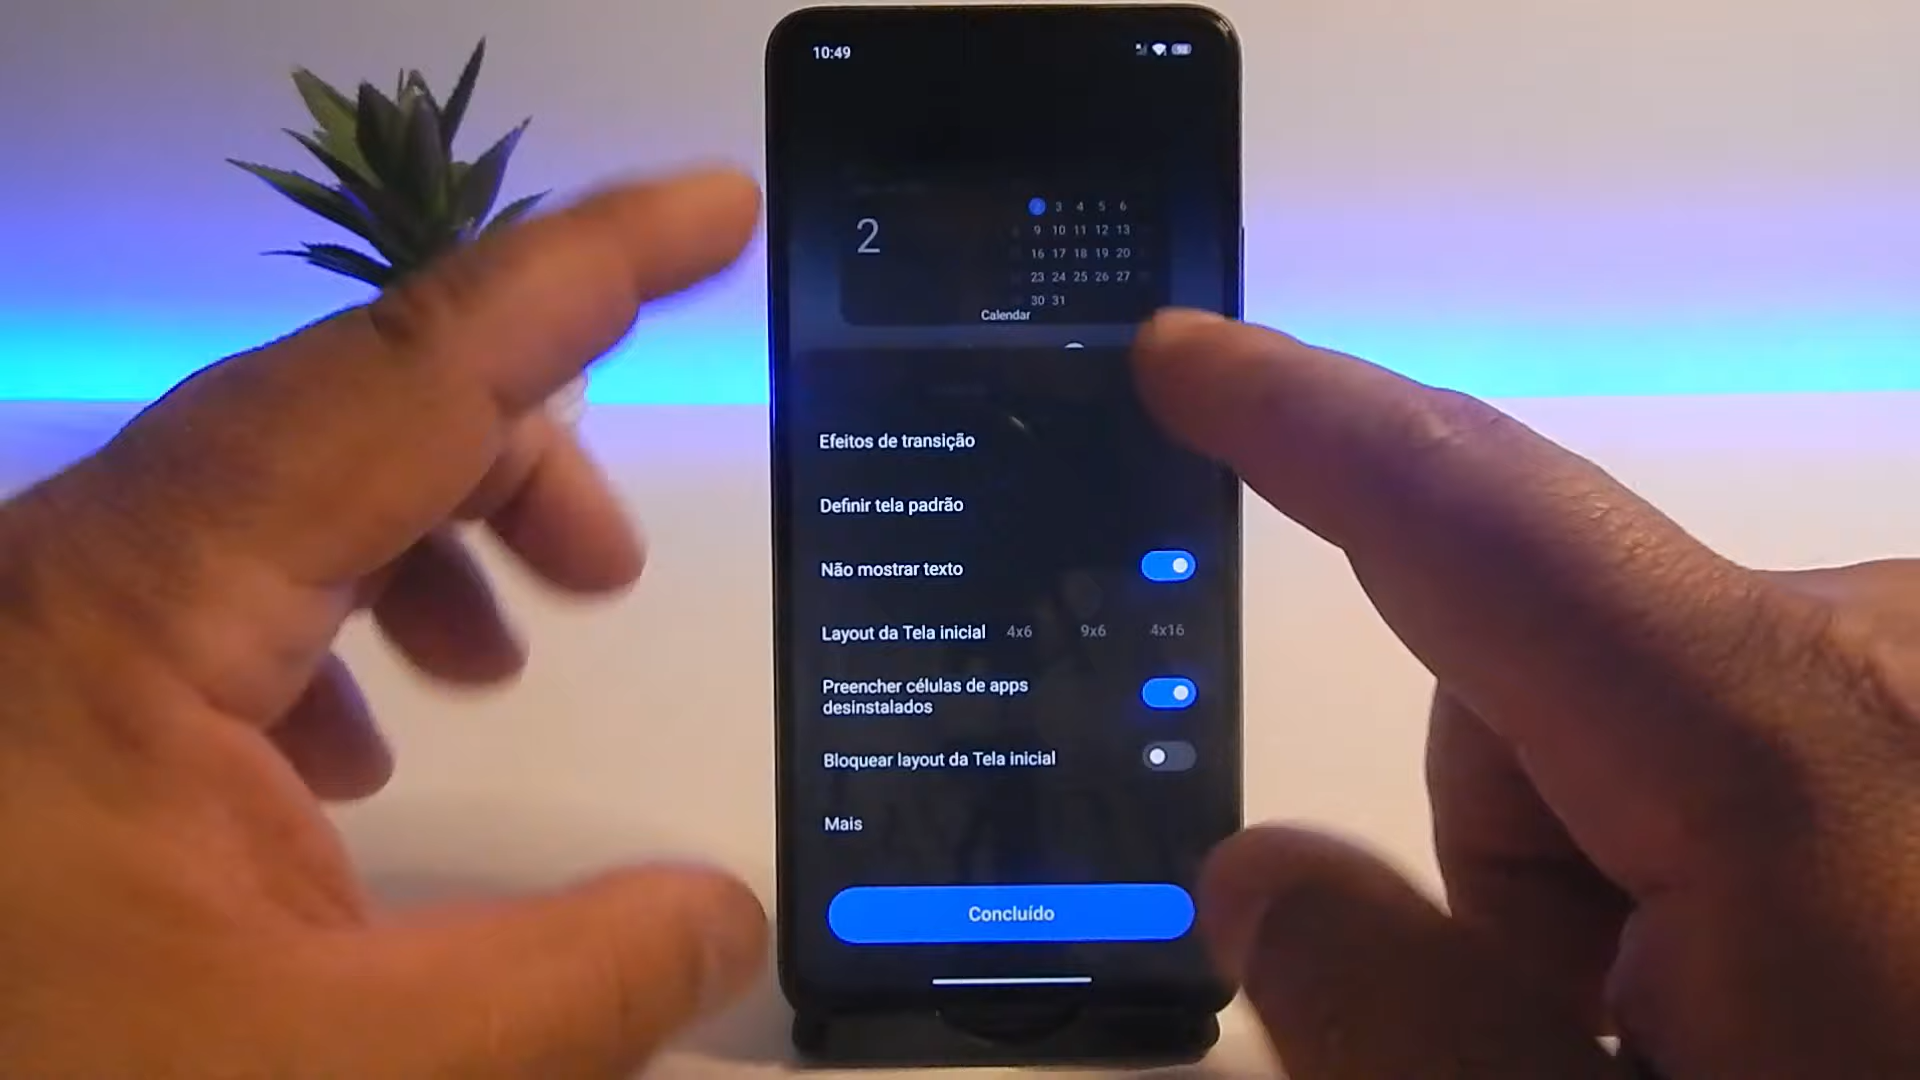 10:49
2
2 3 4 5 6
9 10 11 12 13
16 17 18 19 20
23 24 25 26 27
30 31
Calendar
Efeitos de transição
Definir tela padrão
Não mostrar texto
Layout da Tela inicial 4x6 9x6 4x16
Preencher células de apps
desinstalados
Bloquear layout da Tela inicial
Mais
Concluído